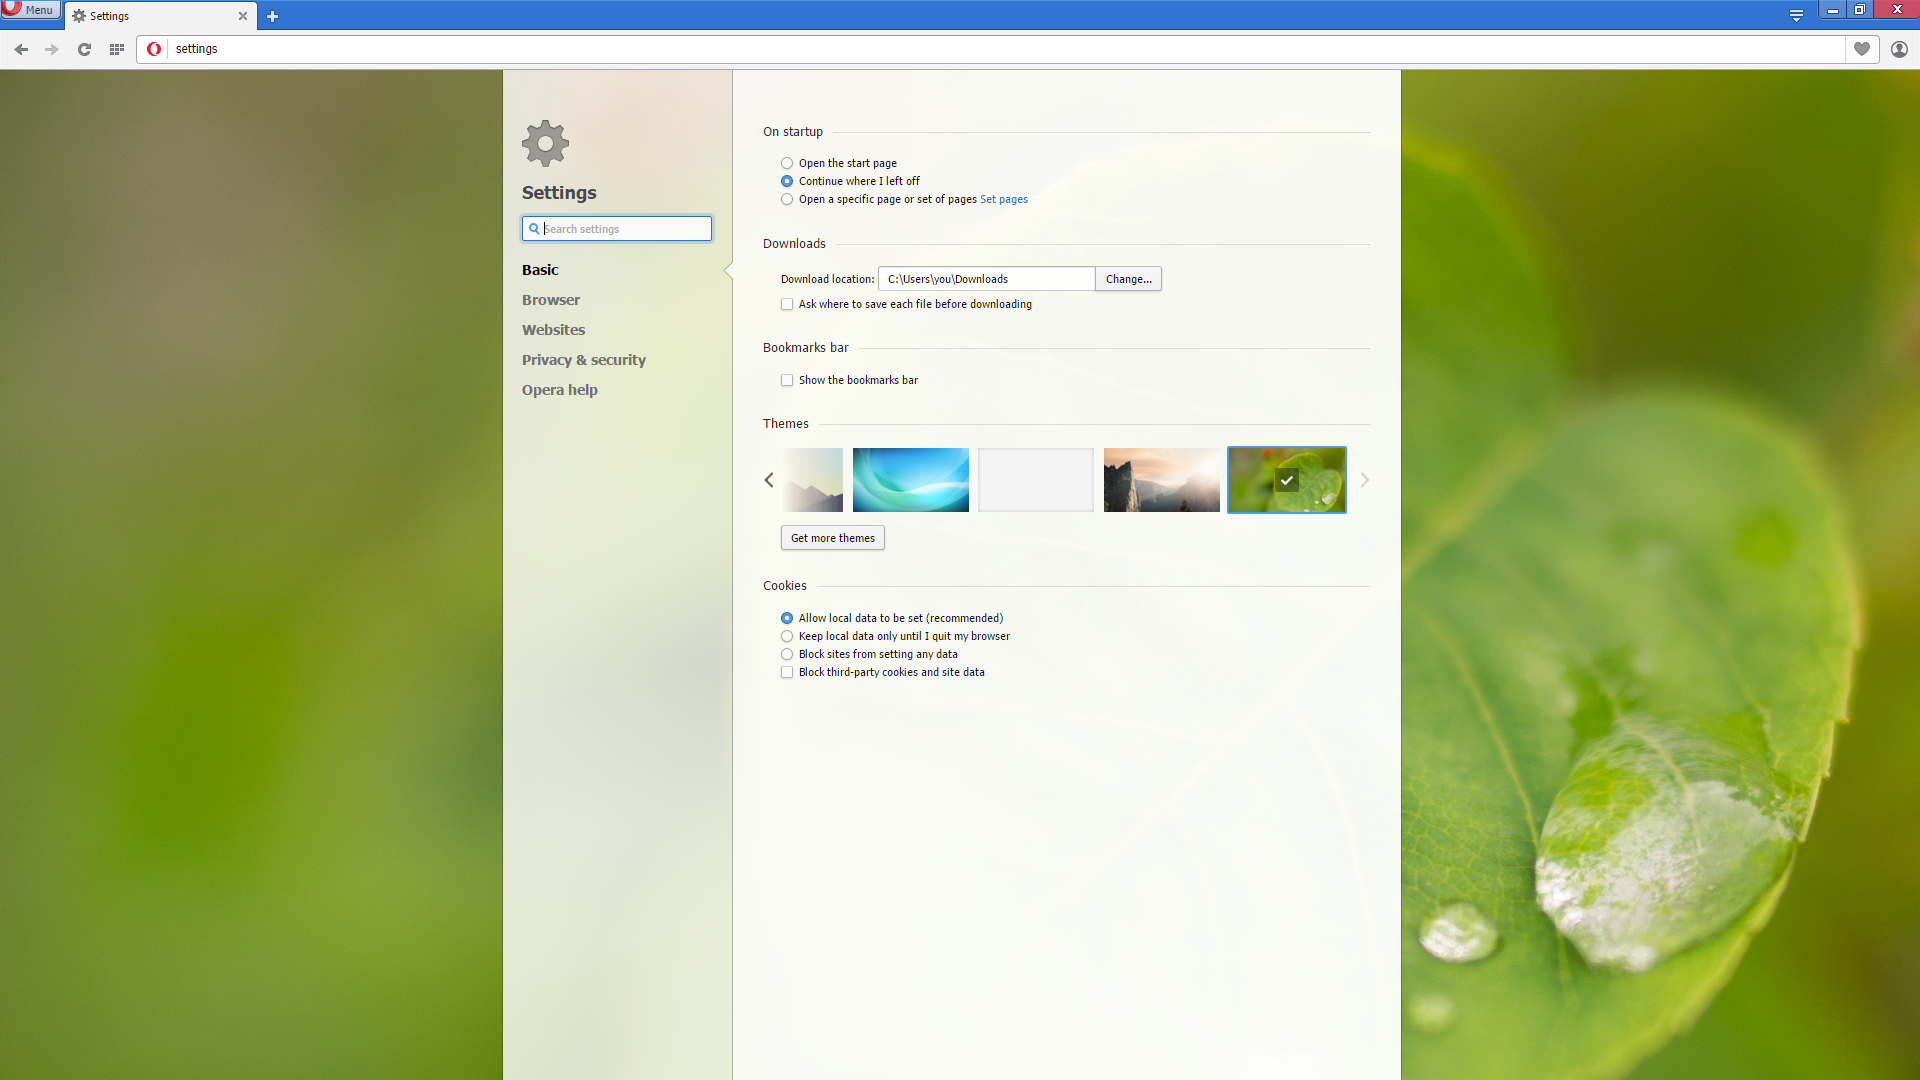 Menu
Settings
settings
Settings
Search settings
Basic
Browser
Websites
Privacy & security
Opera help
On startup
Open the start page
Continue where I left off
Open a specific page or set of pages Set pages
Downloads
Download location: C:\Users\you\Downloads Change...
Ask where to save each file before downloading
Bookmarks bar
Show the bookmarks bar
Themes
Get more themes
Cookies
Allow local data to be set (recommended)
Keep local data only until I quit my browser
Block sites from setting any data
Block third-party cookies and site data